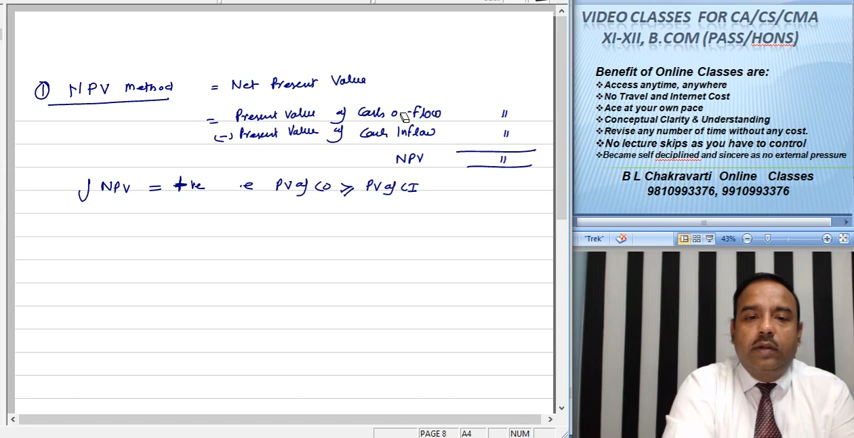 ① NPV Method = Net Present Value
= Present Value of Cash outflow "
(-) Present Value of Cash Inflow "
NPV "
If NPV = +ve i.e PV of CO > PV of CI
VIDEO CLASSES FOR CA/CS/CMA
XI-XII, B.COM (PASS/HONS)
Benefit of Online Classes are:
❖Access anytime, anywhere
❖No Travel and Internet Cost
❖Ace at your own pace
❖Conceptual Clarity & Understanding
❖Revise any number of time without any cost.
❖No lecture skips as you have to control
❖Became self deciplined and sincere as no external pressure
B L Chakravarti Online Classes
9810993376, 9910993376
"Trek" 43%
PAGE 8 A4 NUM